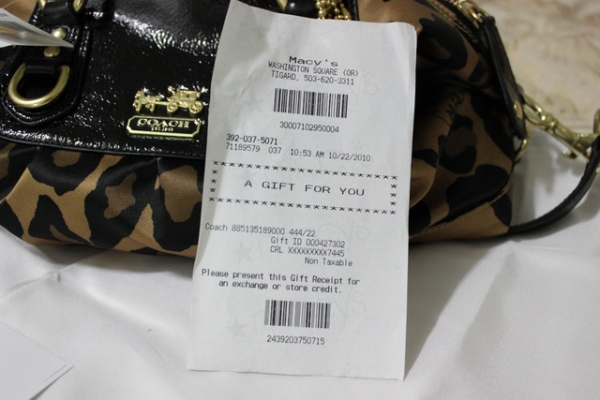 COACH
Macy's
WASHINGTON SQUARE (OR)
TIGARD, 503-620-3311
30007102950004
392-037-5071
71189579 037 10:53 AM 10/22/2010
A GIFT FOR YOU
Coach 885135189000 444/22
Gift ID 000427302
CRL XXXXXXXXX7445
Non Taxable
Please present this Gift Receipt for
an exchange or store credit.
2439203750715